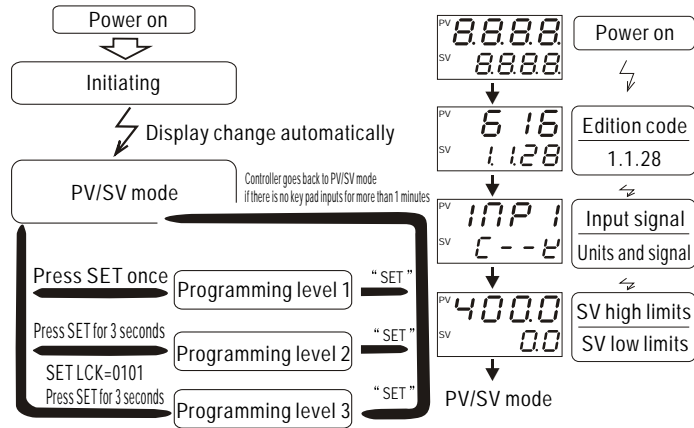 Power on
Initiating
Display change automatically
PV/SV mode
Controller goes back to PV/SV mode
if there is no key pad inputs for more than 1 minutes
Press SET once
Programming level 1
“SET”
Press SET for 3 seconds
Programming level 2
“SET”
SET LCK=0101
Press SET for 3 seconds
Programming level 3
“SET”
PV 8.8.8.8.
SV 8.8.8.8.
Power on
PV 616
SV 1.1.28
Edition code
1.1.28
PV INP1
SV C--K
Input signal
Units and signal
PV 400.0
SV 0.0
SV high limits
SV low limits
PV/SV mode